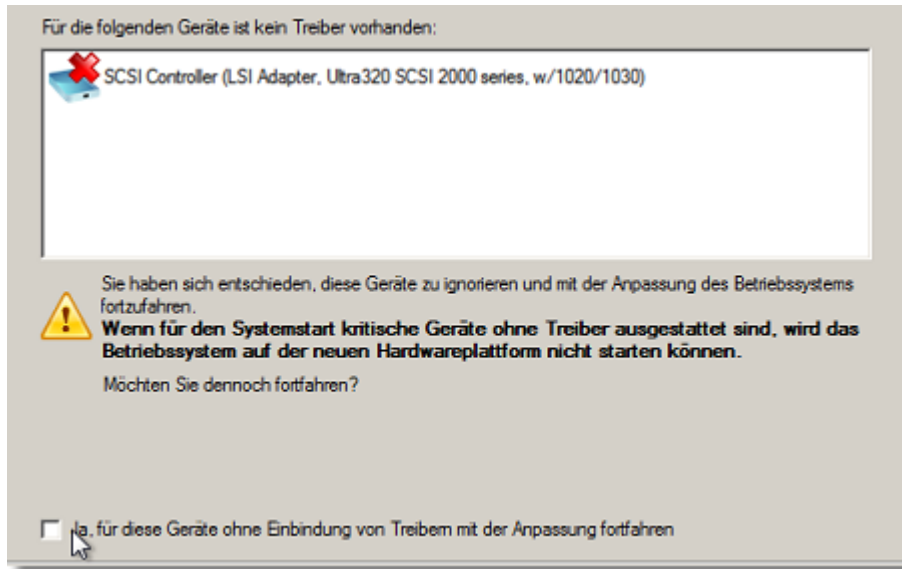 Für die folgenden Geräte ist kein Treiber vorhanden:
SCSI Controller (LSI Adapter, Ultra320 SCSI 2000 series, w/1020/1030)
Sie haben sich entschieden, diese Geräte zu ignorieren und mit der Anpassung des Betriebssystems
fortzufahren.
Wenn für den Systemstart kritische Geräte ohne Treiber ausgestattet sind, wird das
Betriebssystem auf der neuen Hardwareplattform nicht starten können.
Möchten Sie dennoch fortfahren?
Ja, für diese Geräte ohne Einbindung von Treibern mit der Anpassung fortfahren